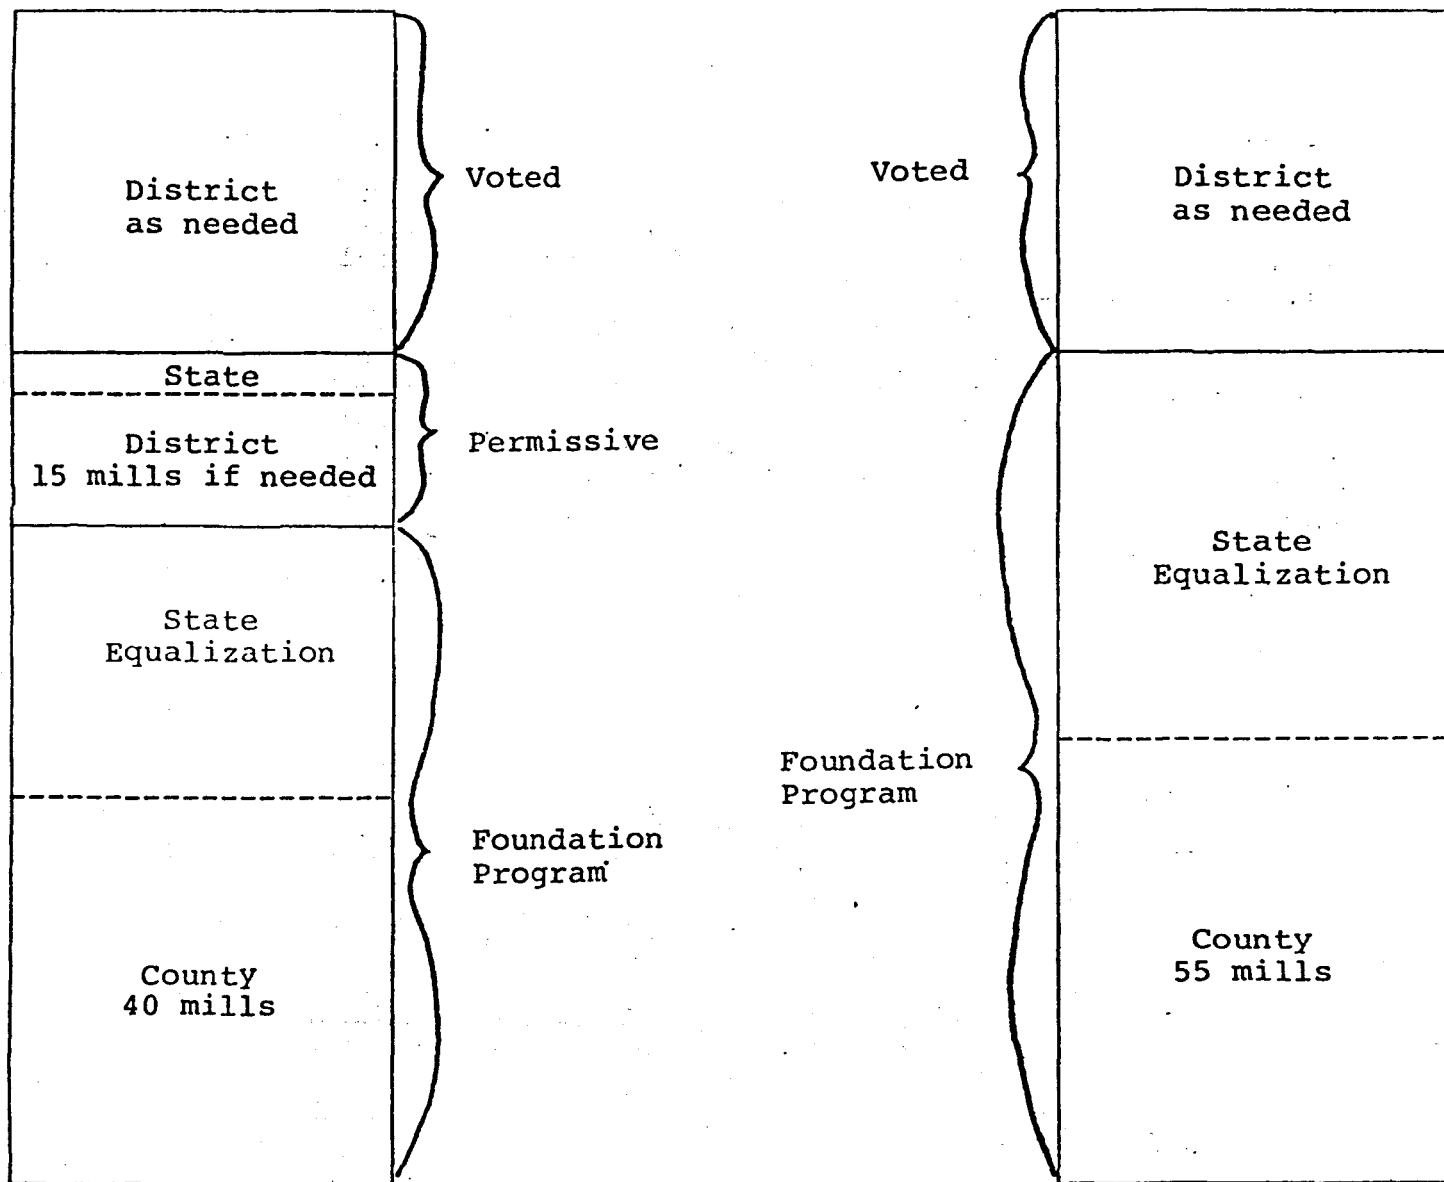 District
as needed
Voted
State
District
15 mills if needed
Permissive
State
Equalization
County
40 mills
Foundation
Program
Voted
District
as needed
State
Equalization
Foundation
Program
County
55 mills